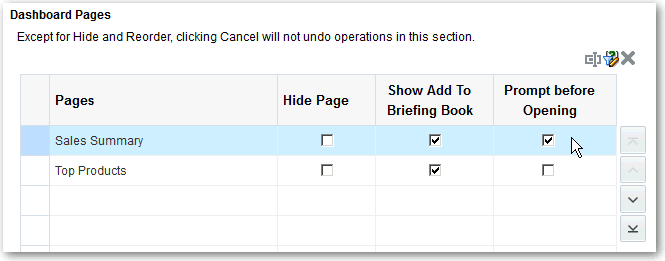 Dashboard Pages
Except for Hide and Reorder, clicking Cancel will not undo operations in this section.
Pages
Hide Page
Show Add To
Briefing Book
Prompt before
Opening
Sales Summary
Top Products